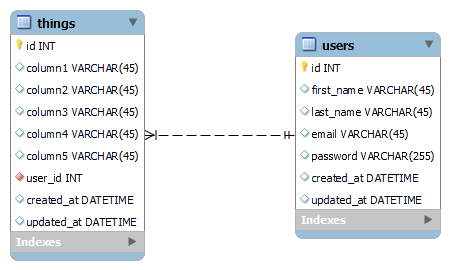 things
id INT
column1 VARCHAR(45)
column2 VARCHAR(45)
column3 VARCHAR(45)
column4 VARCHAR(45)
column5 VARCHAR(45)
user_id INT
created_at DATETIME
updated_at DATETIME
Indexes
users
id INT
first_name VARCHAR(45)
last_name VARCHAR(45)
email VARCHAR(45)
password VARCHAR(255)
created_at DATETIME
updated_at DATETIME
Indexes